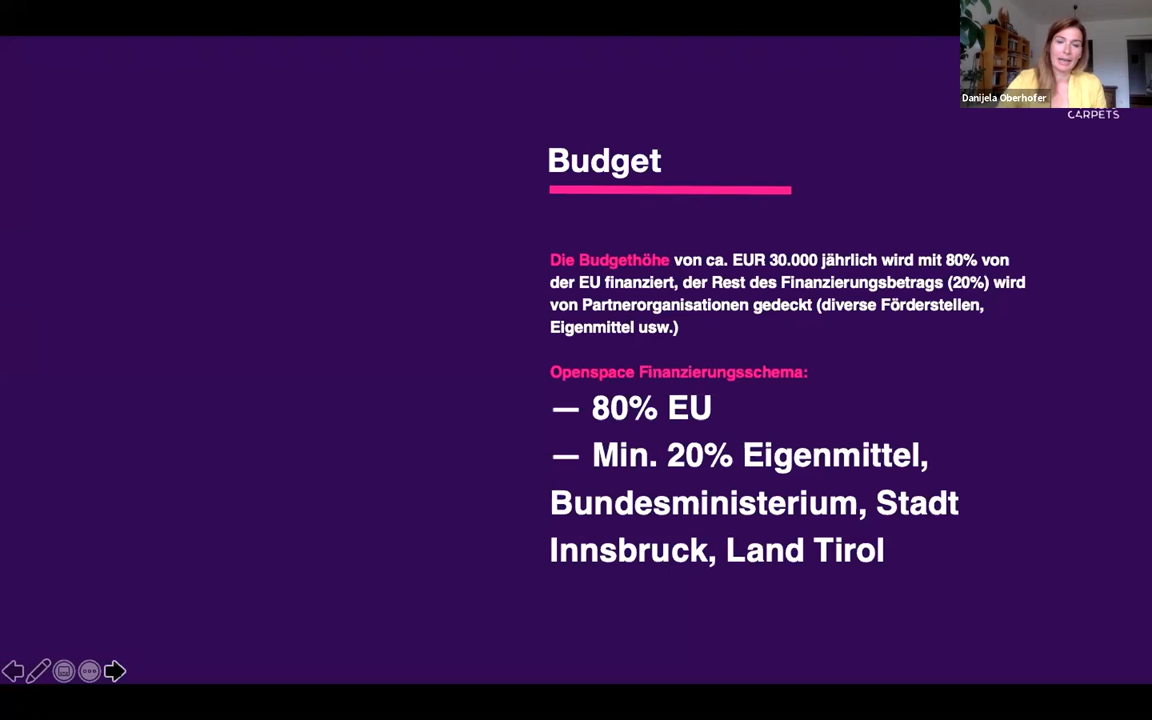 Danijela Oberhofer
CARPETS
Budget
Die Budgethöhe von ca. EUR 30.000 jährlich wird mit 80% von
der EU finanziert, der Rest des Finanzierungsbetrags (20%) wird
von Partnerorganisationen gedeckt (diverse Förderstellen,
Eigenmittel usw.)
Openspace Finanzierungsschema:
— 80% EU
— Min. 20% Eigenmittel,
Bundesministerium, Stadt
Innsbruck, Land Tirol